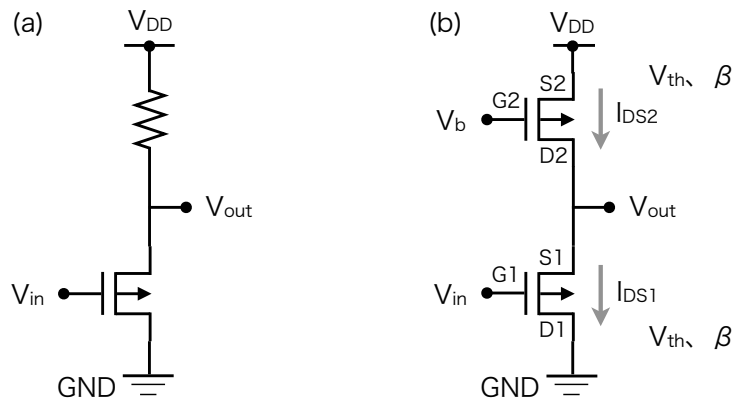 (a)
VDD
Vout
Vin
GND
(b)
VDD
Vth、β
S2
G2
IDS2
Vb
D2
Vout
S1
G1
IDS1
Vin
D1
Vth、β
GND